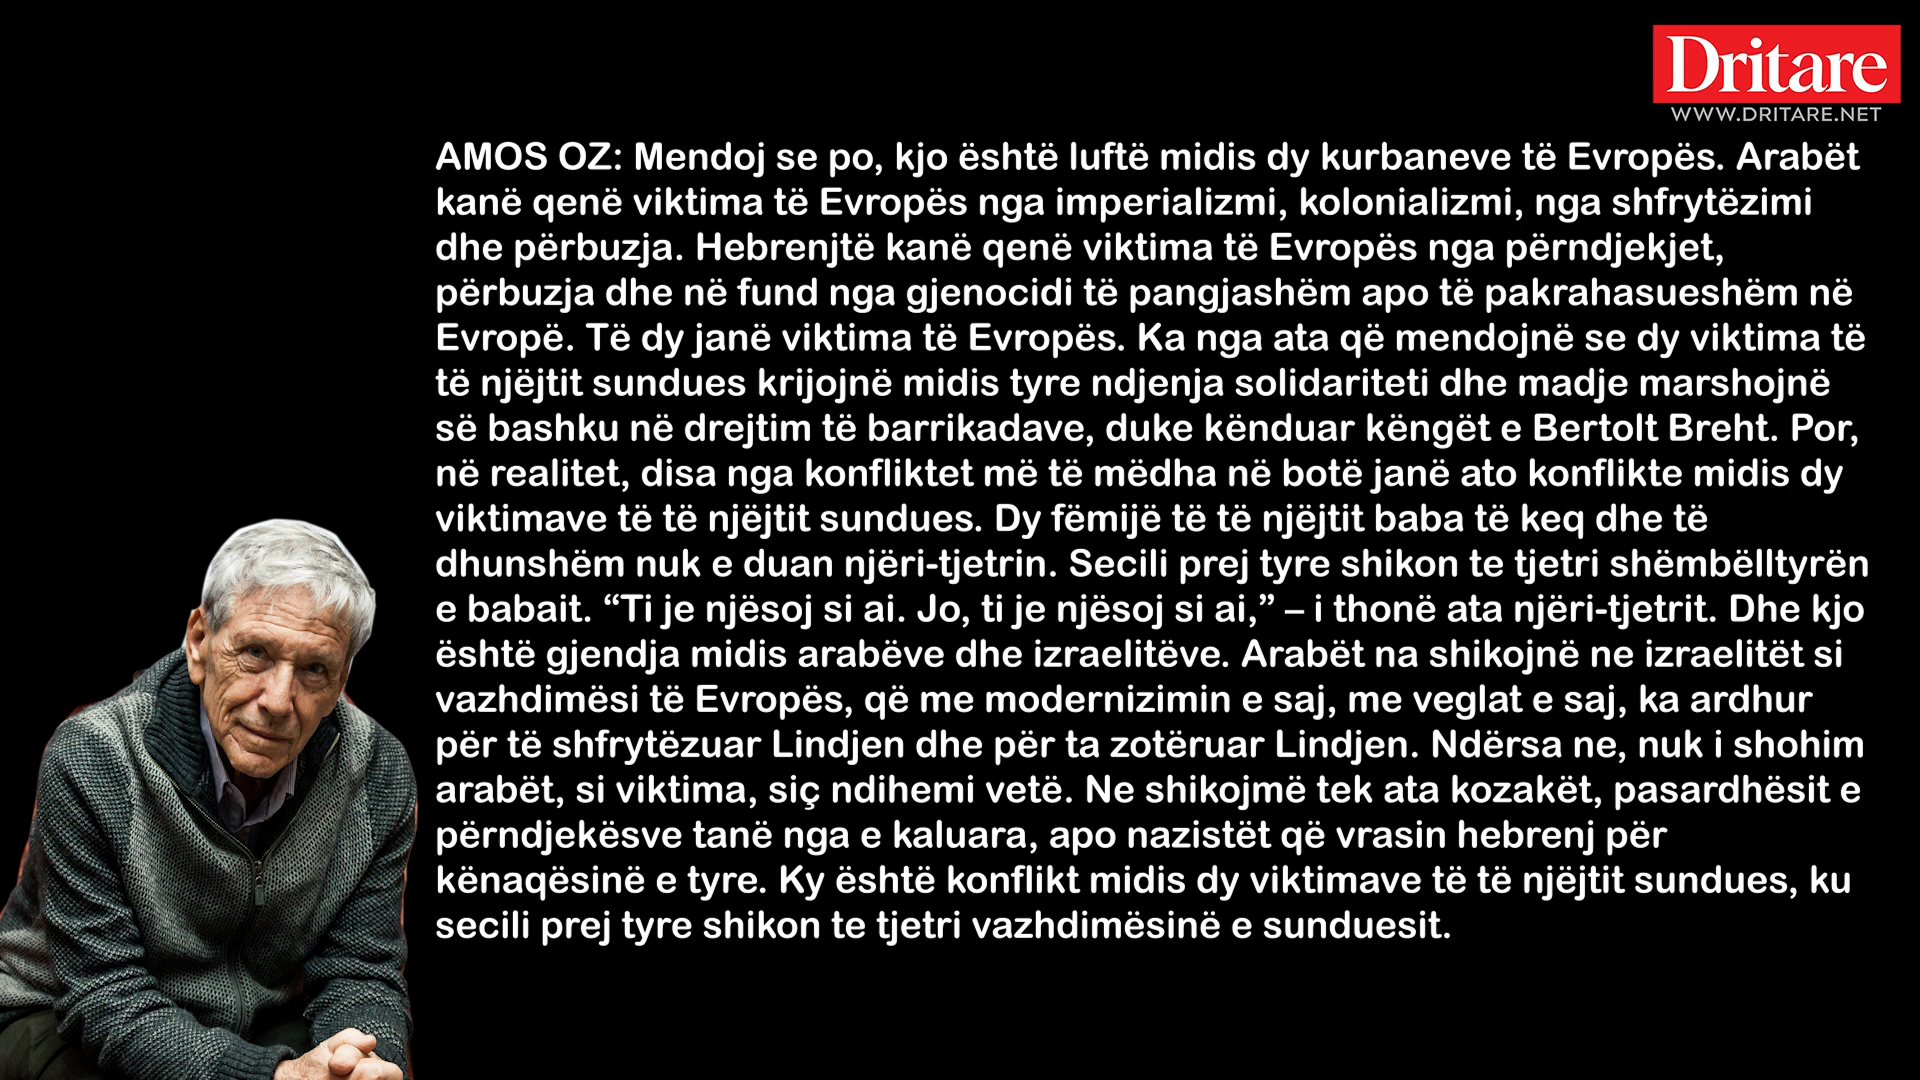 Dritare
WWW.DRITARE.NET
AMOS OZ: Mendoj se po, kjo është luftë midis dy kurbaneve të Evropës. Arabët
kanë qenë viktima të Evropës nga imperializmi, kolonializmi, nga shfrytëzimi
dhe përbuzja. Hebrenjtë kanë qenë viktima të Evropës nga përndjekjet,
përbuzja dhe në fund nga gjenocidi të pangjashëm apo të pakrahasueshëm në
Evropë. Të dy janë viktima të Evropës. Ka nga ata që mendojnë se dy viktima të
të njëjtit sundues krijojnë midis tyre ndjenja solidariteti dhe madje marshojnë
së bashku në drejtim të barrikadave, duke kënduar këngët e Bertolt Breht. Por,
në realitet, disa nga konfliktet më të mëdha në botë janë ato konflikte midis dy
viktimave të të njëjtit sundues. Dy fëmijë të të njëjtit baba të keq dhe të
dhunshëm nuk e duan njëri-tjetrin. Secili prej tyre shikon te tjetri shëmbëlltyrën
e babait. “Ti je njësoj si ai. Jo, ti je njësoj si ai,” – i thonë ata njëri-tjetrit. Dhe kjo
është gjendja midis arabëve dhe izraelitëve. Arabët na shikojnë ne izraelitët si
vazhdimësi të Evropës, që me modernizimin e saj, me veglat e saj, ka ardhur
për të shfrytëzuar Lindjen dhe për ta zotëruar Lindjen. Ndërsa ne, nuk i shohim
arabët, si viktima, siç ndihemi vetë. Ne shikojmë tek ata kozakët, pasardhësit e
përndjekësve tanë nga e kaluara, apo nazistët që vrasin hebrenj për
kënaqësinë e tyre. Ky është konflikt midis dy viktimave të të njëjtit sundues, ku
secili prej tyre shikon te tjetri vazhdimësinë e sunduesit.